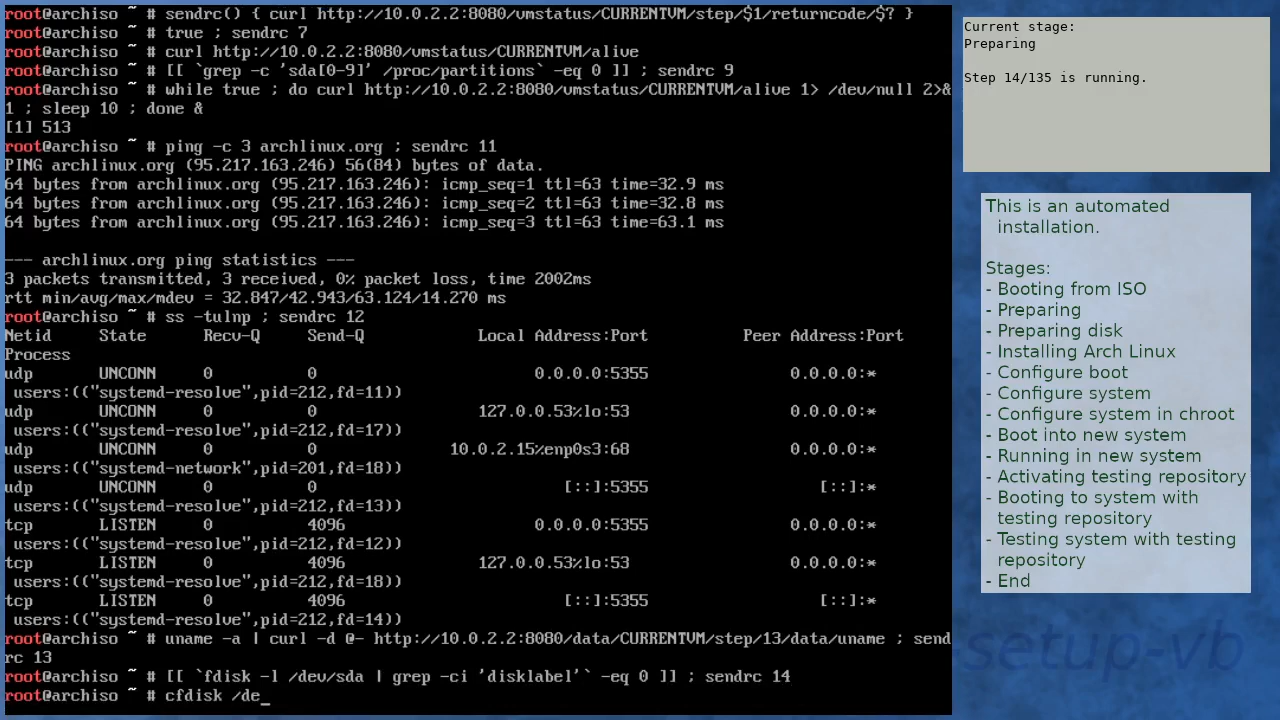 root@archiso ~ # sendrc() { curl http://10.0.2.2:8080/vmstatus/CURRENTVM/step/$1/returncode/$? }
root@archiso ~ # true ; sendrc 7
root@archiso ~ # curl http://10.0.2.2:8080/vmstatus/CURRENTVM/alive
root@archiso ~ # [[ `grep -c 'sda[0-9]' /proc/partitions` -eq 0 ]] ; sendrc 9
root@archiso ~ # while true ; do curl http://10.0.2.2:8080/vmstatus/CURRENTVM/alive 1> /dev/null 2>&
1 ; sleep 10 ; done &
[1] 513
root@archiso ~ # ping -c 3 archlinux.org ; sendrc 11
PING archlinux.org (95.217.163.246) 56(84) bytes of data.
64 bytes from archlinux.org (95.217.163.246): icmp_seq=1 ttl=63 time=32.9 ms
64 bytes from archlinux.org (95.217.163.246): icmp_seq=2 ttl=63 time=32.8 ms
64 bytes from archlinux.org (95.217.163.246): icmp_seq=3 ttl=63 time=63.1 ms

--- archlinux.org ping statistics ---
3 packets transmitted, 3 received, 0% packet loss, time 2002ms
rtt min/avg/max/mdev = 32.847/42.943/63.124/14.270 ms
root@archiso ~ # ss -tulnp ; sendrc 12
Netid State Recv-Q Send-Q Local Address:Port Peer Address:Port
Process
udp UNCONN 0 0 0.0.0.0:5355 0.0.0.0:*
users:(("systemd-resolve",pid=212,fd=11))
udp UNCONN 0 0 127.0.0.53%lo:53 0.0.0.0:*
users:(("systemd-resolve",pid=212,fd=17))
udp UNCONN 0 0 10.0.2.15%enp0s3:68 0.0.0.0:*
users:(("systemd-network",pid=201,fd=18))
udp UNCONN 0 0 [::]:5355 [::]:*
users:(("systemd-resolve",pid=212,fd=13))
tcp LISTEN 0 4096 0.0.0.0:5355 0.0.0.0:*
users:(("systemd-resolve",pid=212,fd=12))
tcp LISTEN 0 4096 127.0.0.53%lo:53 0.0.0.0:*
users:(("systemd-resolve",pid=212,fd=18))
tcp LISTEN 0 4096 [::]:5355 [::]:*
users:(("systemd-resolve",pid=212,fd=14))
root@archiso ~ # uname -a | curl -d @- http://10.0.2.2:8080/data/CURRENTVM/step/13/data/uname ; send
rc 13
root@archiso ~ # [[ `fdisk -l /dev/sda | grep -ci 'disklabel'` -eq 0 ]] ; sendrc 14
root@archiso ~ # cfdisk /de_
Current stage:
Preparing

Step 14/135 is running.
This is an automated
installation.

Stages:
- Booting from ISO
- Preparing
- Preparing disk
- Installing Arch Linux
- Configure boot
- Configure system
- Configure system in chroot
- Boot into new system
- Running in new system
- Activating testing repository
- Booting to system with
testing repository
- Testing system with testing
repository
- End
setup-vb